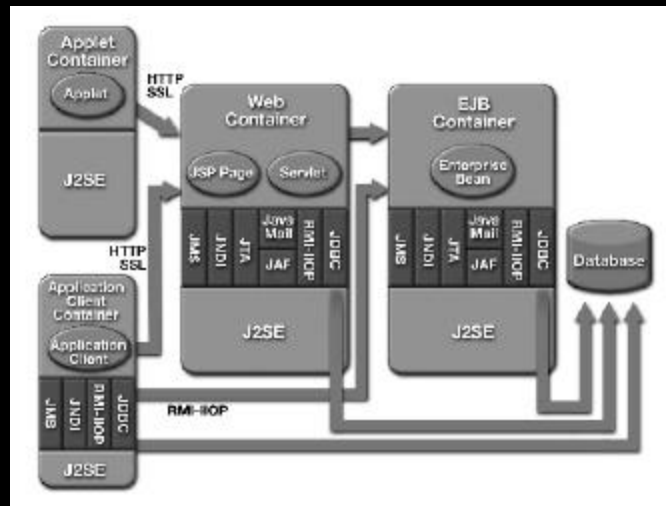 Applet
Container
Applet
J2SE
HTTP
SSL
Web
Container
JSP Page
Servlet
JMS
JNDI
JTA
Java
Mail
JAF
RMI-IIOP
JDBC
J2SE
EJB
Container
Enterprise
Bean
JMS
JNDI
JTA
Java
Mail
JAF
RMI-IIOP
JDBC
J2SE
Database
HTTP
SSL
Application
Client
Container
Application
Client
JMS
JNDI
RMI-IIOP
JDBC
J2SE
RMI-IIOP